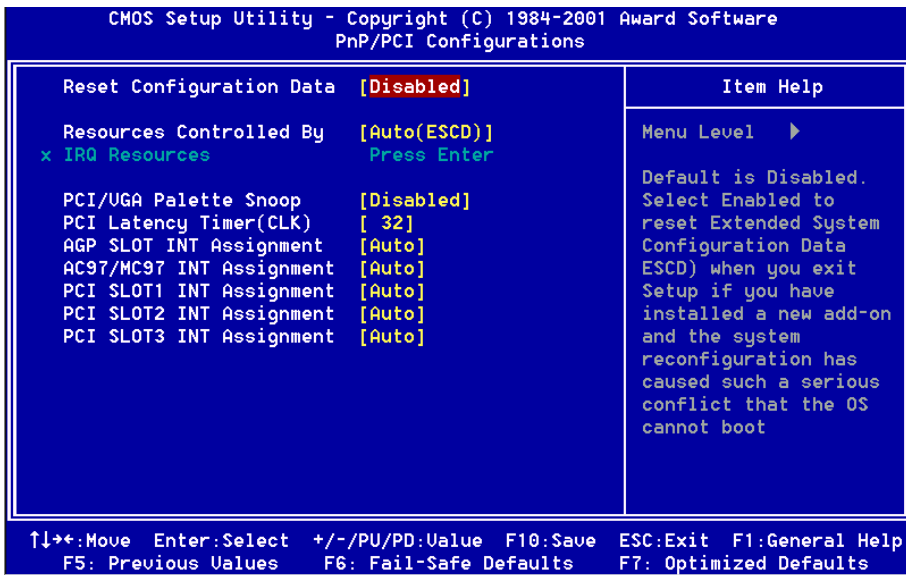 CMOS Setup Utility - Copyright (C) 1984-2001 Award Software
PnP/PCI Configurations
Reset Configuration Data [Disabled]
Resources Controlled By [Auto(ESCD)]
x IRQ Resources Press Enter
PCI/VGA Palette Snoop [Disabled]
PCI Latency Timer(CLK) [ 32]
AGP SLOT INT Assignment [Auto]
AC97/MC97 INT Assignment [Auto]
PCI SLOT1 INT Assignment [Auto]
PCI SLOT2 INT Assignment [Auto]
PCI SLOT3 INT Assignment [Auto]
Item Help
Menu Level ▶
Default is Disabled.
Select Enabled to
reset Extended System
Configuration Data
ESCD) when you exit
Setup if you have
installed a new add-on
and the system
reconfiguration has
caused such a serious
conflict that the OS
cannot boot
↑↓→←:Move Enter:Select +/-/PU/PD:Value F10:Save ESC:Exit F1:General Help
F5: Previous Values F6: Fail-Safe Defaults F7: Optimized Defaults